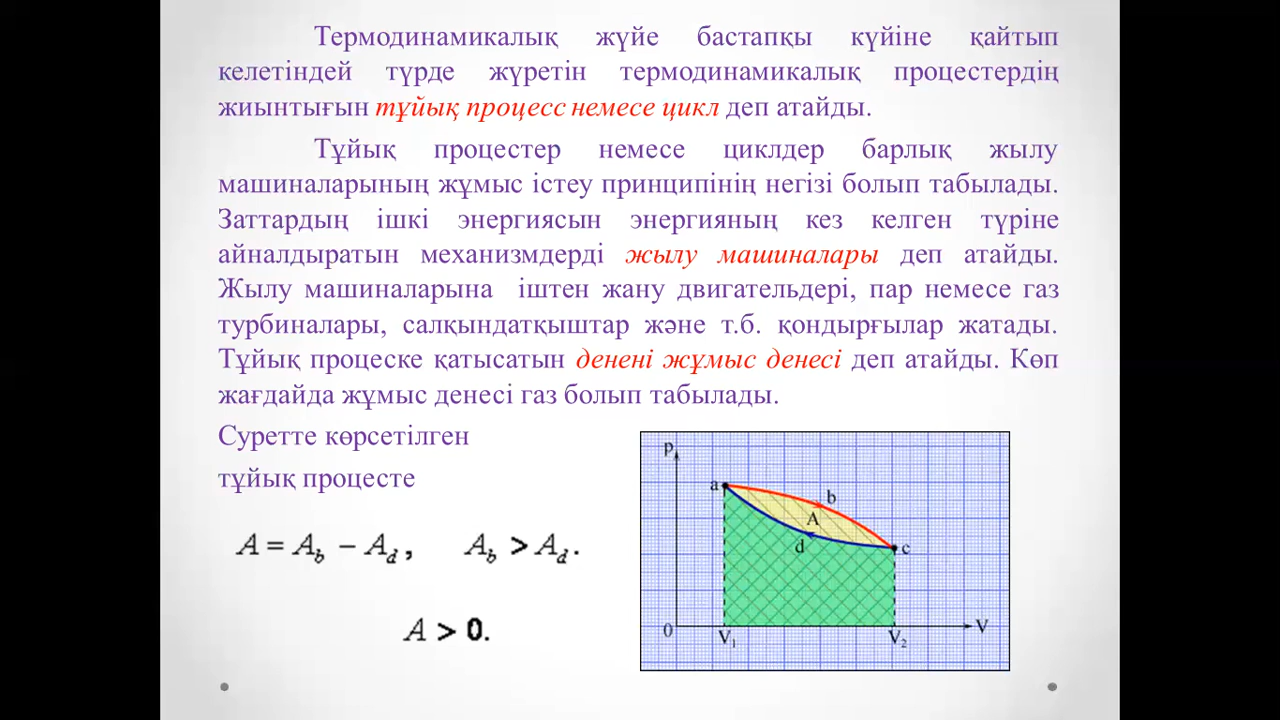 Термодинамикалық жүйе бастапқы күйіне қайтып
келетіндей түрде жүретін термодинамикалық процестердің
жиынтығын тұйық процесс немесе цикл деп атайды.
Тұйық процестер немесе циклдер барлық жылу
машиналарының жұмыс істеу принципінің негізі болып табылады.
Заттардың ішкі энергиясын энергияның кез келген түріне
айналдыратын механизмдерді жылу машиналары деп атайды.
Жылу машиналарына іштен жану двигательдері, пар немесе газ
турбиналары, салқындатқыштар және т.б. қондырғылар жатады.
Тұйық процеске қатысатын денені жұмыс денесі деп атайды. Көп
жағдайда жұмыс денесі газ болып табылады.
Суретте көрсетілген
тұйық процесте
A = A_b − A_d ,   A_b > A_d .
A > 0.
p
a
b
A
d
c
0
V₁
V₂
V